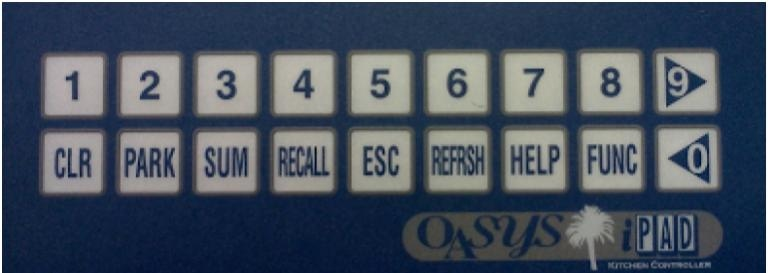 1 2 3 4 5 6 7 8 9
CLR PARK SUM RECALL ESC REFRSH HELP FUNC 0
OASYS iPAD
KITCHEN CONTROLLER